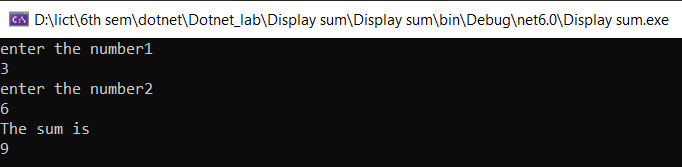 D:\lict\6th sem\dotnet\Dotnet_lab\Display sum\Display sum\bin\Debug\net6.0\Display sum.exe
enter the number1
3
enter the number2
6
The sum is
9